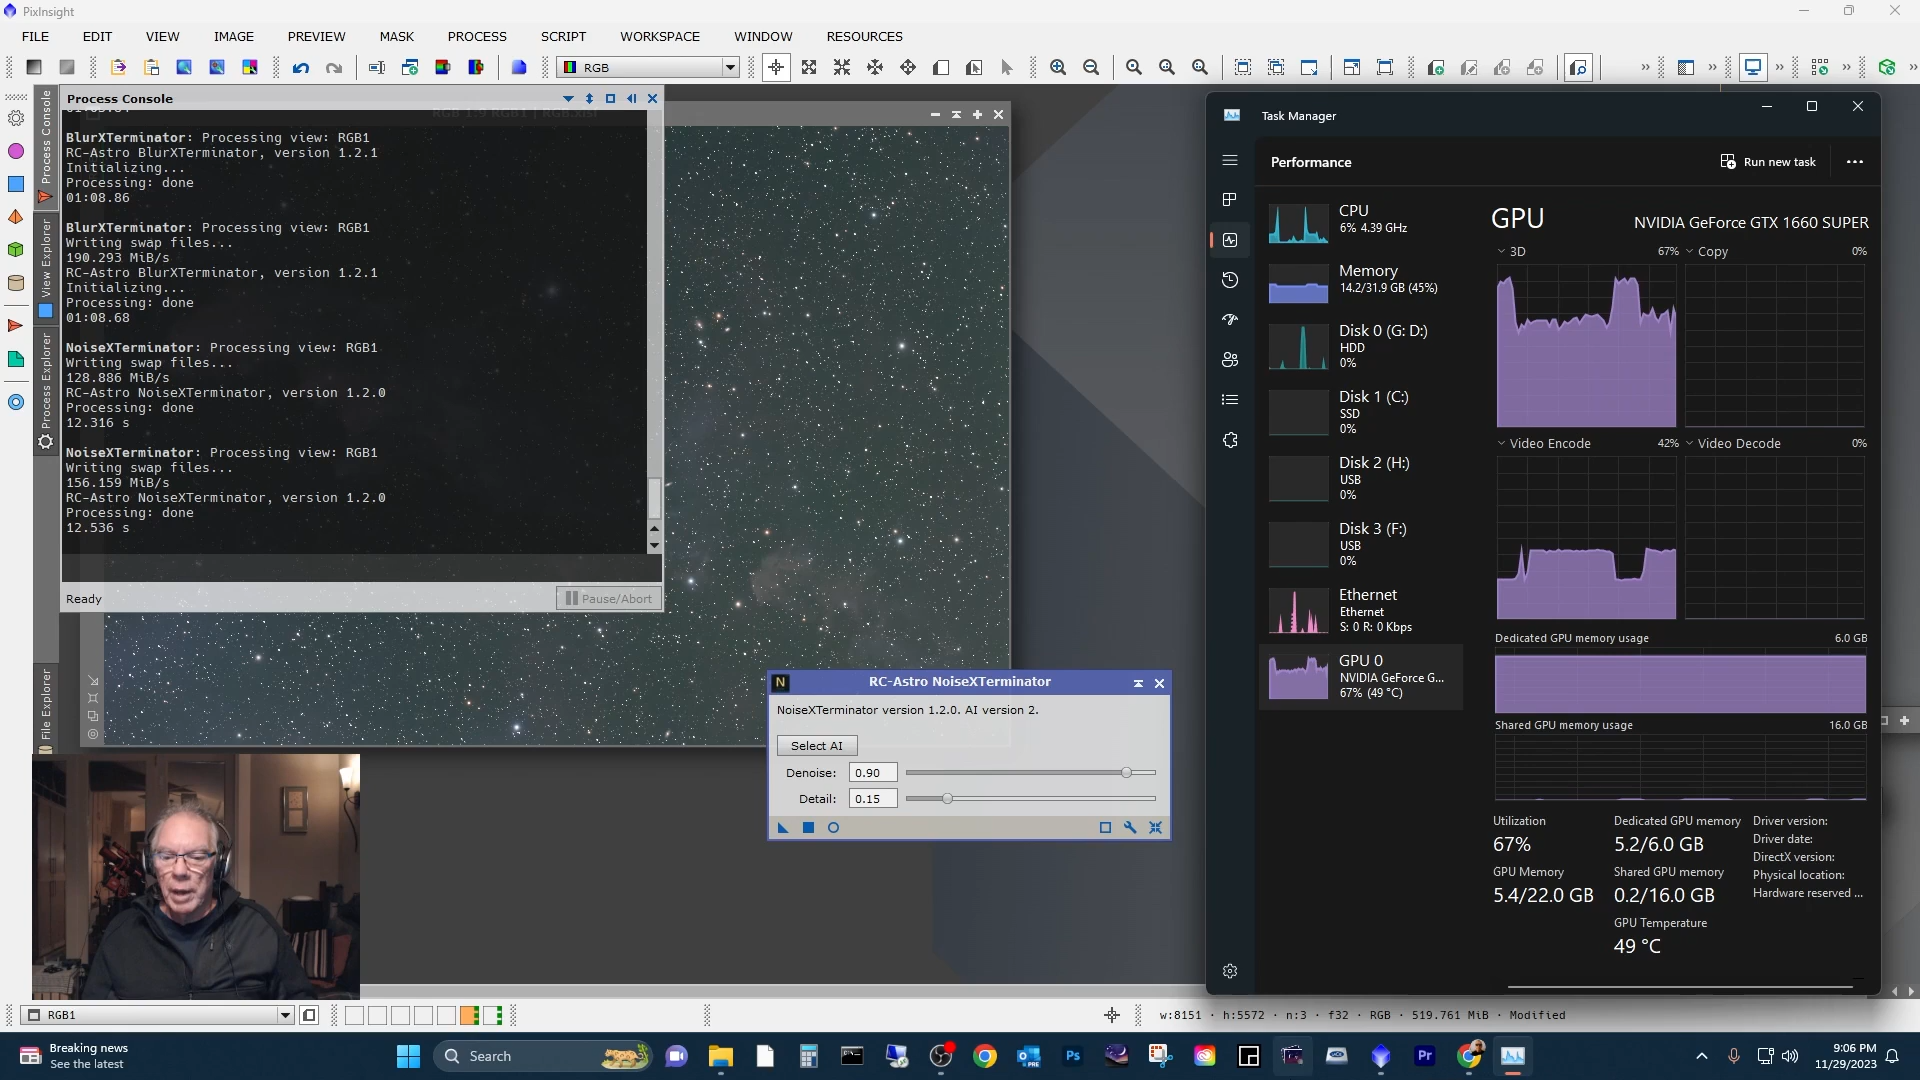 PixInsight
FILE EDIT VIEW IMAGE PREVIEW MASK PROCESS SCRIPT WORKSPACE WINDOW RESOURCES
RGB
Process Console
BlurXTerminator: Processing view: RGB1
RC-Astro BlurXTerminator, version 1.2.1
Initializing...
Processing: done
01:08.86
BlurXTerminator: Processing view: RGB1
Writing swap files...
190.293 MiB/s
RC-Astro BlurXTerminator, version 1.2.1
Initializing...
Processing: done
01:08.68
NoiseXTerminator: Processing view: RGB1
Writing swap files...
128.886 MiB/s
RC-Astro NoiseXTerminator, version 1.2.0
Processing: done
12.316 s
NoiseXTerminator: Processing view: RGB1
Writing swap files...
156.159 MiB/s
RC-Astro NoiseXTerminator, version 1.2.0
Processing: done
12.536 s
Ready
Pause/Abort
Process Console
View Explorer
Process Explorer
File Explorer
RC-Astro NoiseXTerminator
NoiseXTerminator version 1.2.0. AI version 2.
Select AI
Denoise: 0.90
Detail: 0.15
Task Manager
Performance
Run new task
CPU
6% 4.39 GHz
Memory
14.2/31.9 GB (45%)
Disk 0 (G: D:)
HDD
0%
Disk 1 (C:)
SSD
0%
Disk 2 (H:)
USB
0%
Disk 3 (F:)
USB
0%
Ethernet
Ethernet
S: 0 R: 0 Kbps
GPU 0
NVIDIA GeForce G...
67% (49 °C)
GPU
NVIDIA GeForce GTX 1660 SUPER
3D 67%
Copy 0%
Video Encode 42%
Video Decode 0%
Dedicated GPU memory usage 6.0 GB
Shared GPU memory usage 16.0 GB
Utilization
67%
Dedicated GPU memory
5.2/6.0 GB
GPU Memory
5.4/22.0 GB
Shared GPU memory
0.2/16.0 GB
GPU Temperature
49 °C
Driver version:
Driver date:
DirectX version:
Physical location:
Hardware reserved ...
RGB1
w:8151 · h:5572 · n:3 · f32 · RGB · 519.761 MiB · Modified
Breaking news
See the latest
Search
PRE
Ps
Pr
9:06 PM
11/29/2023